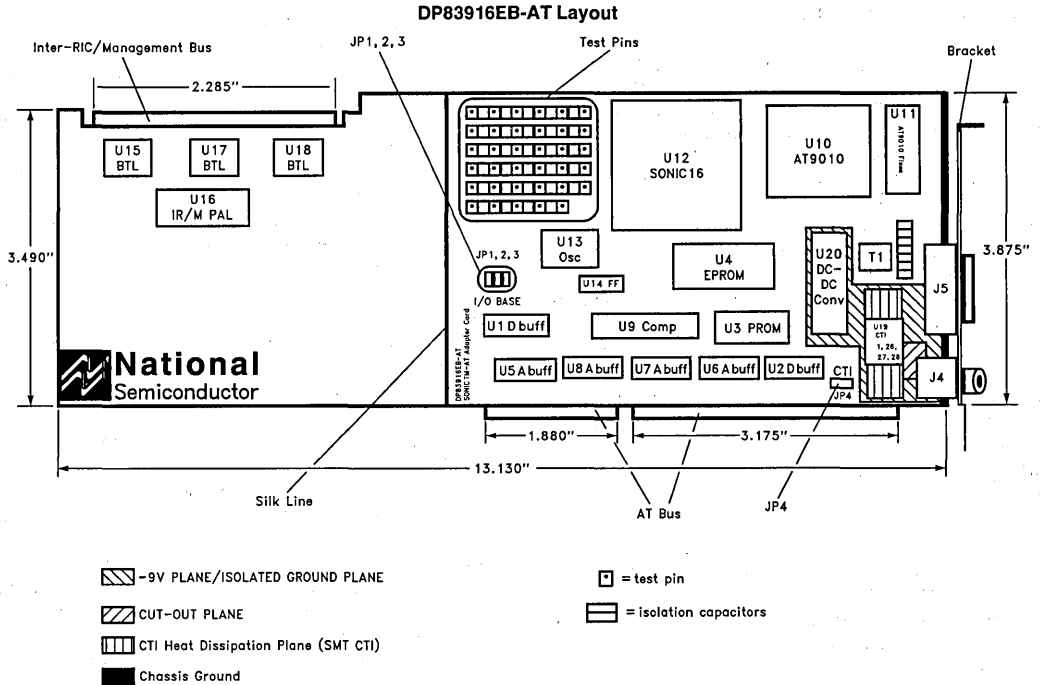 DP83916EB-AT Layout
JP1, 2, 3
Test Pins
Inter-RIC/Management Bus
Bracket
2.285"
U11
AT9010 Fixes
U15
BTL
U17
BTL
U18
BTL
U12
SONIC16
U10
AT9010
U16
IR/M PAL
3.490"
3.875"
JP1, 2, 3
U13
Osc
U4
EPROM
U20
DC-
DC
Conv
T1
U14 FF
J5
I/O BASE
U1 D buff
U9 Comp
U3 PROM
U19
CTI
1, 26,
27, 28
National
Semiconductor
DP83916EB-AT
SONICTM-AT Adapter Card
U5 A buff
U8 A buff
U7 A buff
U6 A buff
U2 D buff
CTI
JP4
J4
1.880"
3.175"
13.130"
Silk Line
AT Bus
JP4
-9V PLANE/ISOLATED GROUND PLANE
= test pin
CUT-OUT PLANE
= isolation capacitors
CTI Heat Dissipation Plane (SMT CTI)
Chassis Ground